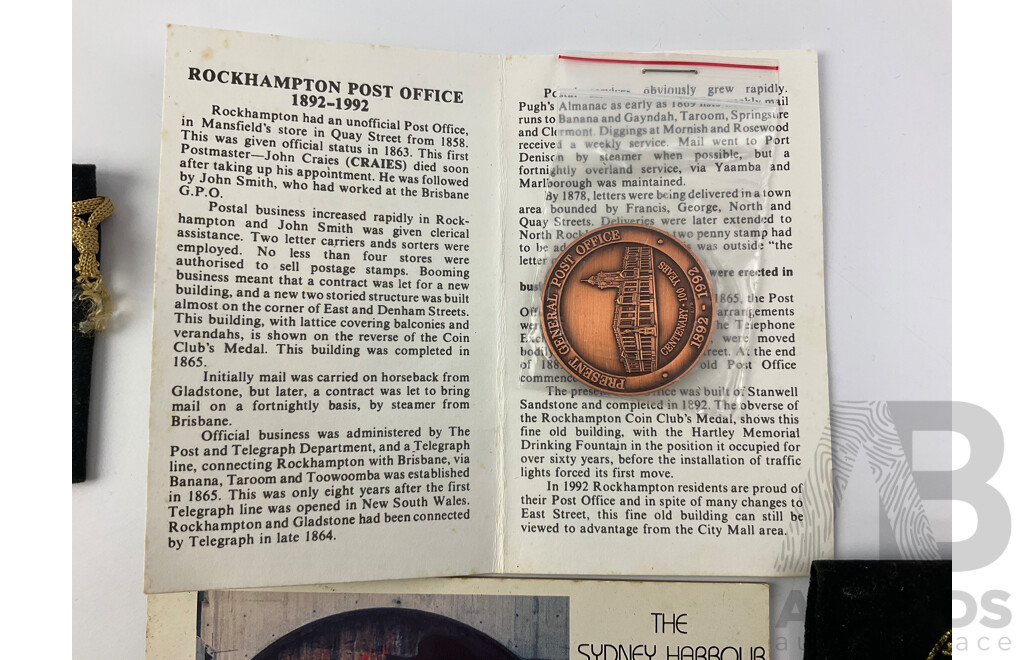 ROCKHAMPTON POST OFFICE
1892-1992
Rockhampton had an unofficial Post Office,
in Mansfield's store in Quay Street from 1858.
This was given official status in 1863. This first
Postmaster—John Craies (CRAIES) died soon
after taking up his appointment. He was followed
by John Smith, who had worked at the Brisbane
G.P.O.
Postal business increased rapidly in Rock-
hampton and John Smith was given clerical
assistance. Two letter carriers ands sorters were
employed. No less than four stores were
authorised to sell postage stamps. Booming
business meant that a contract was let for a new
building, and a new two storied structure was built
almost on the corner of East and Denham Streets.
This building, with lattice covering balconies and
verandahs, is shown on the reverse of the Coin
Club's Medal. This building was completed in
1865.
Initially mail was carried on horseback from
Gladstone, but later, a contract was let to bring
mail on a fortnightly basis, by steamer from
Brisbane.
Official business was administered by The
Post and Telegraph Department, and a Telegraph
line, connecting Rockhampton with Brisbane, via
Banana, Taroom and Toowoomba was established
in 1865. This was only eight years after the first
Telegraph line was opened in New South Wales.
Rockhampton and Gladstone had been connected
by Telegraph in late 1864.
obviously grew rapidly.
Pugh's Almanac as early as 1869 mail
runs to Banana and Gayndah, Taroom, Springsure
and Clermont. Diggings at Mornish and Rosewood
received a weekly service. Mail went to Port
Denison by steamer when possible, but a
fortnightly overland service, via Yaamba and
Marlborough was maintained.
By 1878, letters were being delivered in a town
area bounded by Francis, George, North and
Quay Streets. Deliveries were later extended to
North two penny stamp had
to be was outside "the
letter
were erected in
1865, the Post
arrangements
he Telephone
were moved
bodily At the end
of 188 old Post Office
commence
The was built of Stanwell
Sandstone and completed in 1892. The obverse of
the Rockhampton Coin Club's Medal, shows this
fine old building, with the Hartley Memorial
Drinking Fountain in the position it occupied for
over sixty years, before the installation of traffic
lights forced its first move.
In 1992 Rockhampton residents are proud of
their Post Office and in spite of many changes to
East Street, this fine old building can still be
viewed to advantage from the City Mall area.
PRESENT GENERAL POST OFFICE
1892 - 1992
CENTENARY - 100 YEARS
THE
SYDNEY HARBOUR
AB